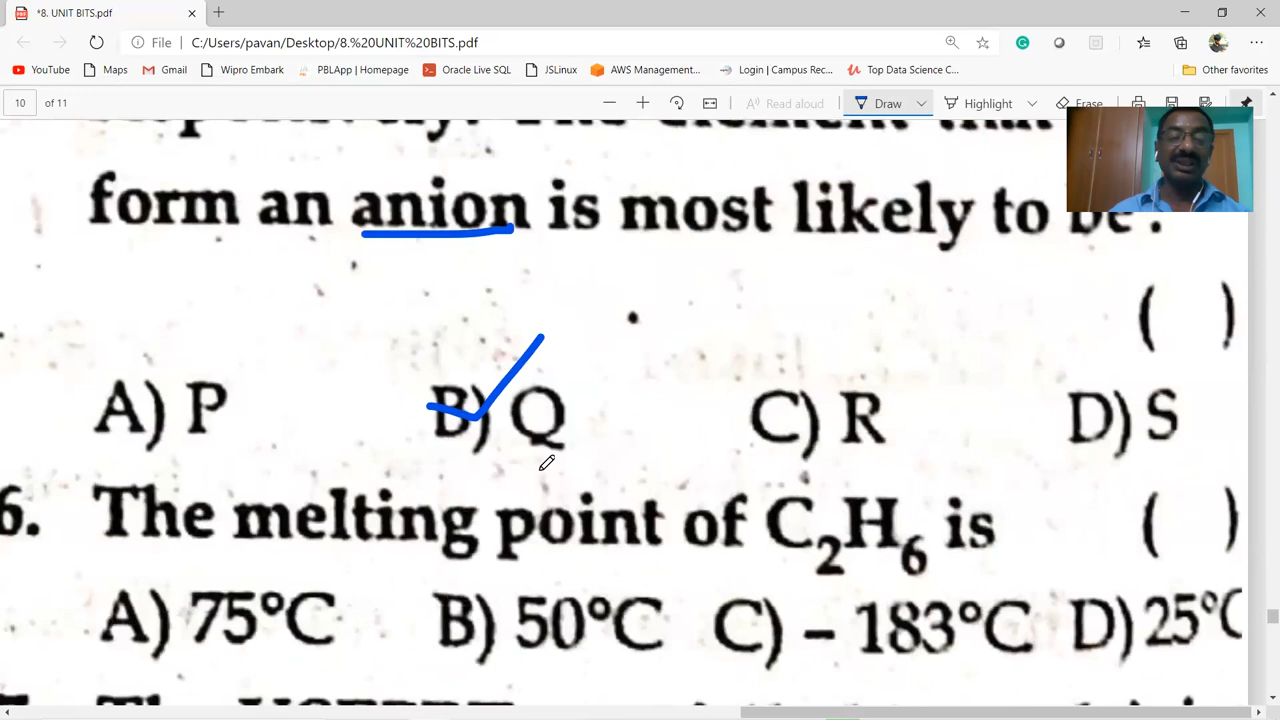 *8. UNIT BITS.pdf
File C:/Users/pavan/Desktop/8.%20UNIT%20BITS.pdf
YouTube Maps Gmail Wipro Embark PBLApp | Homepage Orcle Live SQL JSLinux AWS Management... Login | Campus Rec... Top Data Science C... Other favorites
10 of 11 Read aloud Draw Highlight Erase
form an anion is most likely to be?
( )
A) P B) Q C) R D) S
6. The melting point of C₂H₆ is ( )
A) 75°C B) 50°C C) – 183°C D) 25°C